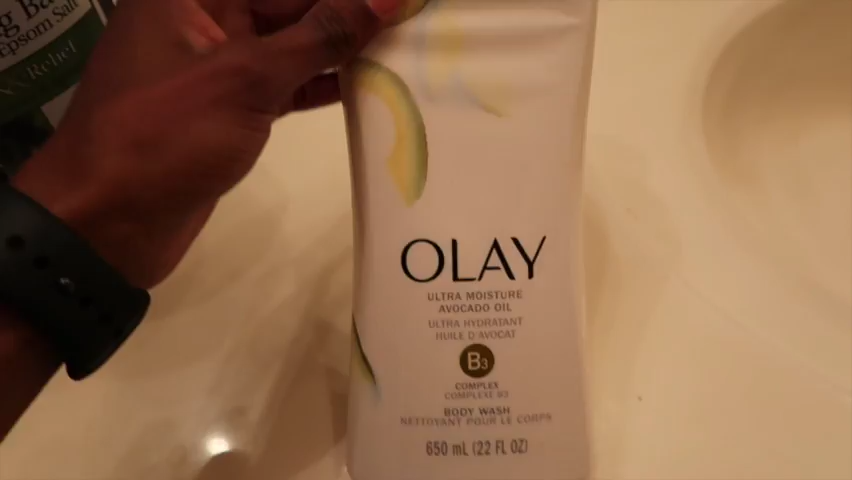 g Ba
Epsom Salt
Relief
OLAY
ULTRA MOISTURE
AVOCADO OIL
ULTRA HYDRATANT
HUILE D'AVOCAT
B3
COMPLEX
COMPLEXE B3
BODY WASH
NETTOYANT POUR LE CORPS
650 mL (22 FL OZ)